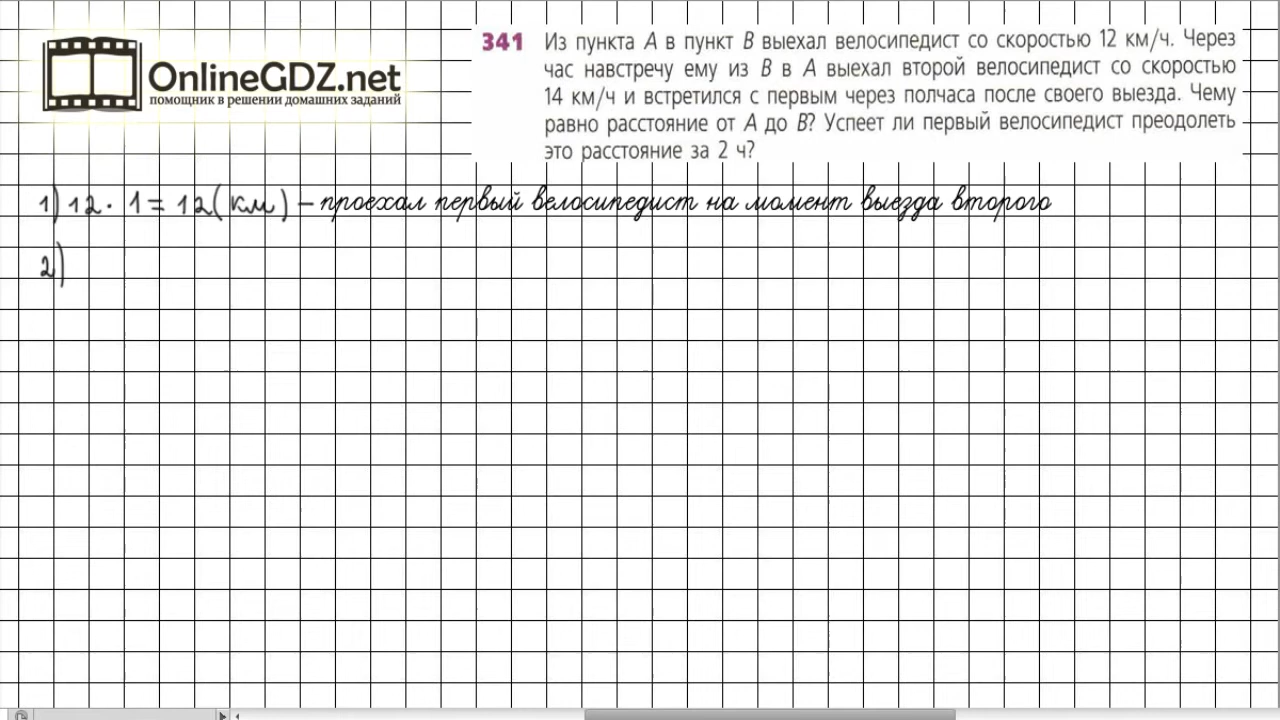 OnlineGDZ.net
помощник в решении домашних заданий
341 Из пункта А в пункт В выехал велосипедист со скоростью 12 км/ч. Через
час навстречу ему из В в А выехал второй велосипедист со скоростью
14 км/ч и встретился с первым через полчаса после своего выезда. Чему
равно расстояние от А до В? Успеет ли первый велосипедист преодолеть
это расстояние за 2 ч?
1) 12 · 1 = 12 (км) – проехал первый велосипедист на момент выезда второго
2)